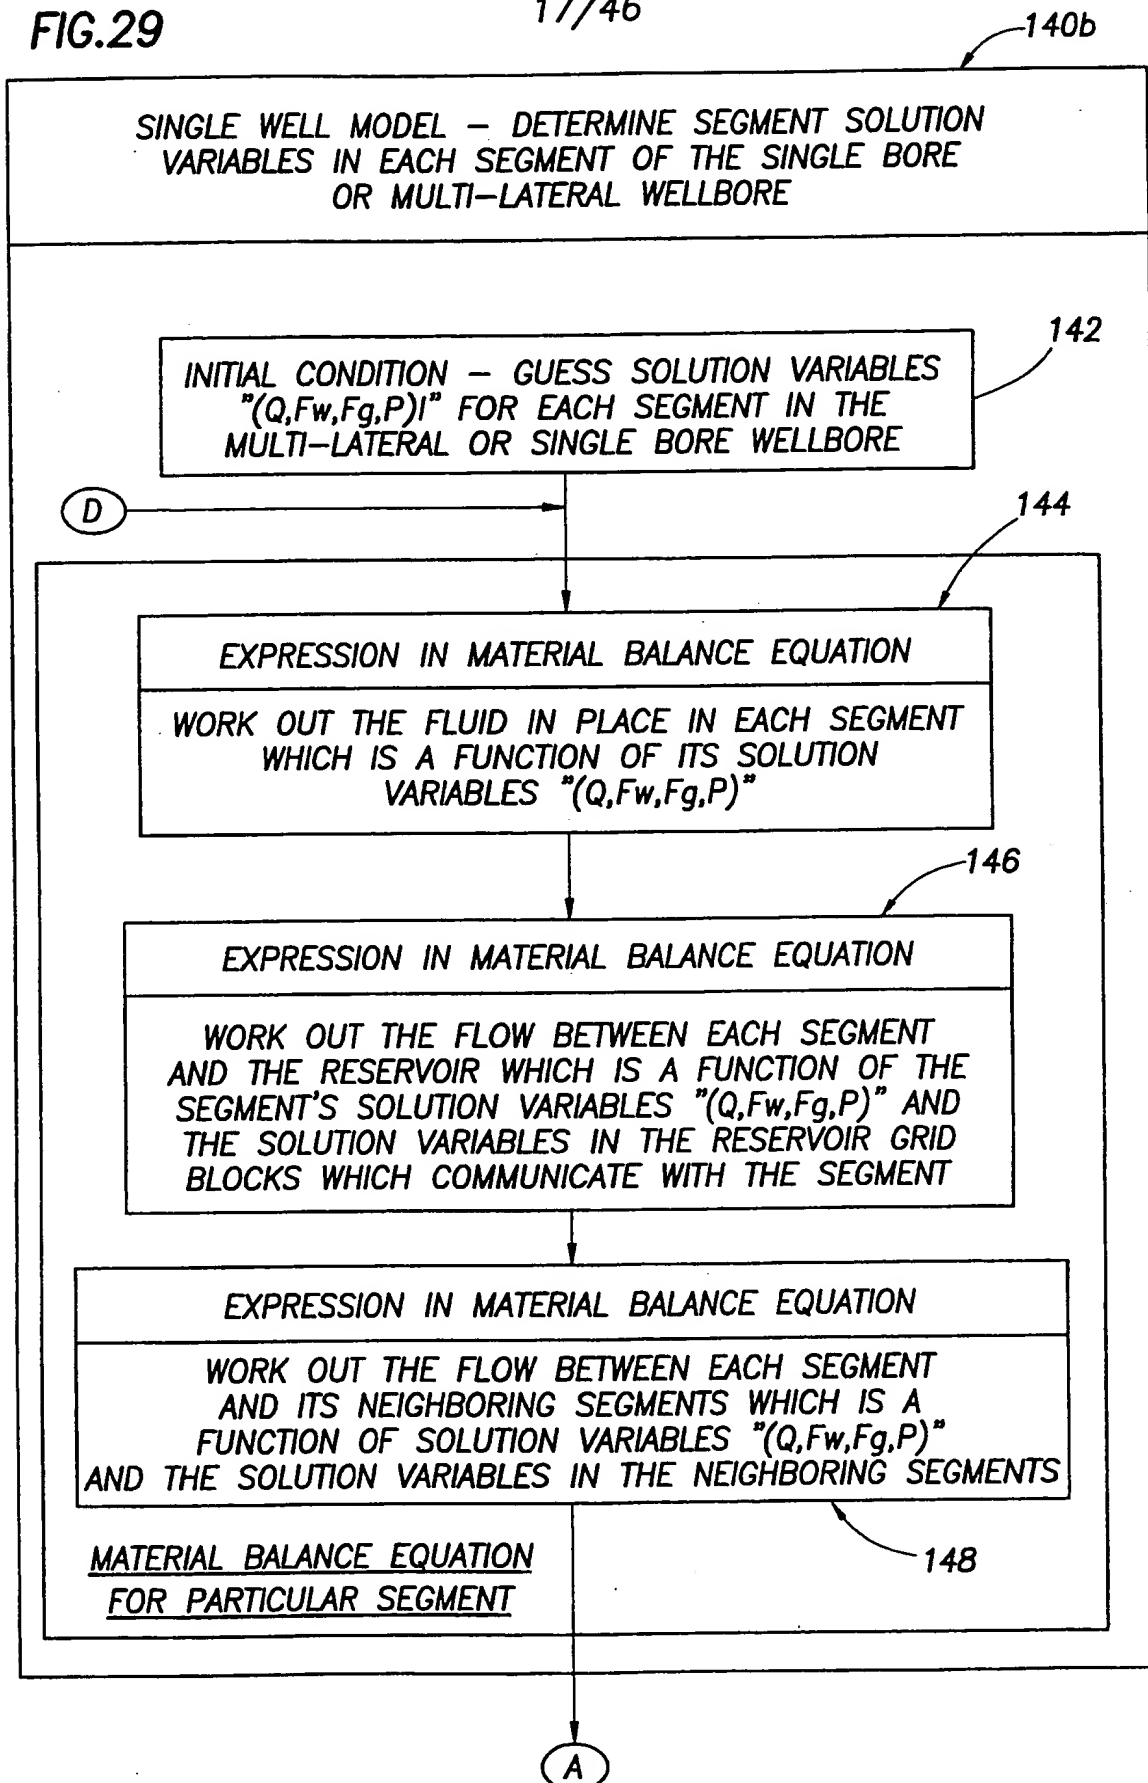 FIG.29
17/46
140b
SINGLE WELL MODEL – DETERMINE SEGMENT SOLUTION
VARIABLES IN EACH SEGMENT OF THE SINGLE BORE
OR MULTI–LATERAL WELLBORE
142
INITIAL CONDITION – GUESS SOLUTION VARIABLES
"(Q,Fw,Fg,P)I" FOR EACH SEGMENT IN THE
MULTI–LATERAL OR SINGLE BORE WELLBORE
D
144
EXPRESSION IN MATERIAL BALANCE EQUATION
WORK OUT THE FLUID IN PLACE IN EACH SEGMENT
WHICH IS A FUNCTION OF ITS SOLUTION
VARIABLES "(Q,Fw,Fg,P)"
146
EXPRESSION IN MATERIAL BALANCE EQUATION
WORK OUT THE FLOW BETWEEN EACH SEGMENT
AND THE RESERVOIR WHICH IS A FUNCTION OF THE
SEGMENT'S SOLUTION VARIABLES "(Q,Fw,Fg,P)" AND
THE SOLUTION VARIABLES IN THE RESERVOIR GRID
BLOCKS WHICH COMMUNICATE WITH THE SEGMENT
EXPRESSION IN MATERIAL BALANCE EQUATION
WORK OUT THE FLOW BETWEEN EACH SEGMENT
AND ITS NEIGHBORING SEGMENTS WHICH IS A
FUNCTION OF SOLUTION VARIABLES "(Q,Fw,Fg,P)"
AND THE SOLUTION VARIABLES IN THE NEIGHBORING SEGMENTS
148
MATERIAL BALANCE EQUATION
FOR PARTICULAR SEGMENT
A